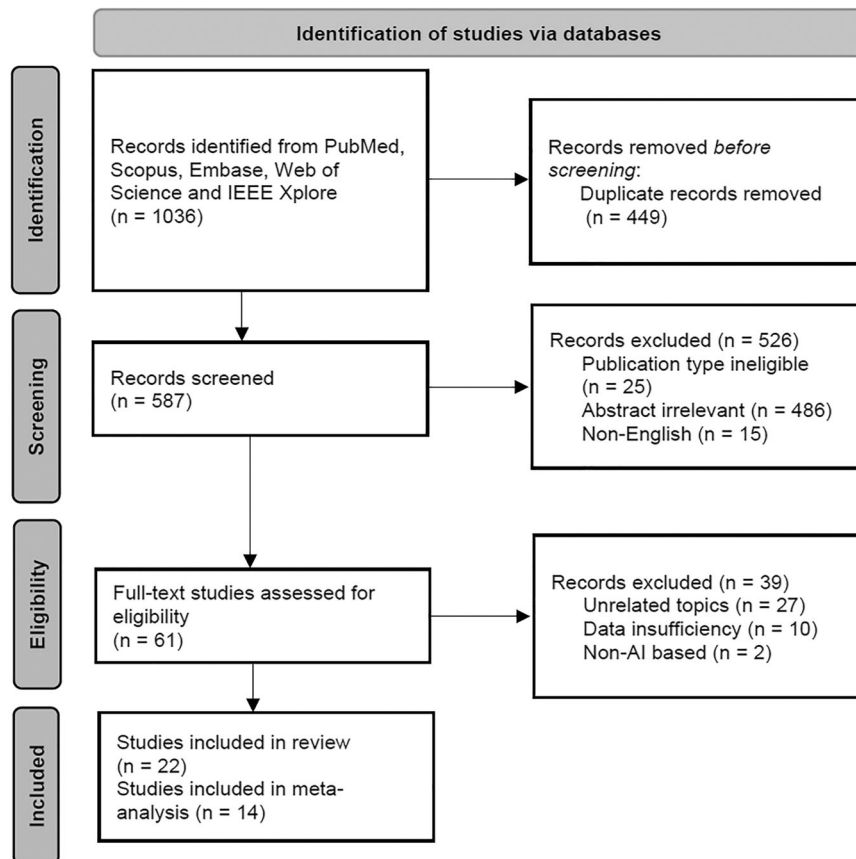 Identification of studies via databases
Identification
Records identified from PubMed,
Scopus, Embase, Web of
Science and IEEE Xplore
(n = 1036)
Records removed before
screening:
Duplicate records removed
(n = 449)
Screening
Records screened
(n = 587)
Records excluded (n = 526)
Publication type ineligible
(n = 25)
Abstract irrelevant (n = 486)
Non-English (n = 15)
Eligibility
Full-text studies assessed for
eligibility
(n = 61)
Records excluded (n = 39)
Unrelated topics (n = 27)
Data insufficiency (n = 10)
Non-AI based (n = 2)
Included
Studies included in review
(n = 22)
Studies included in meta-
analysis (n = 14)